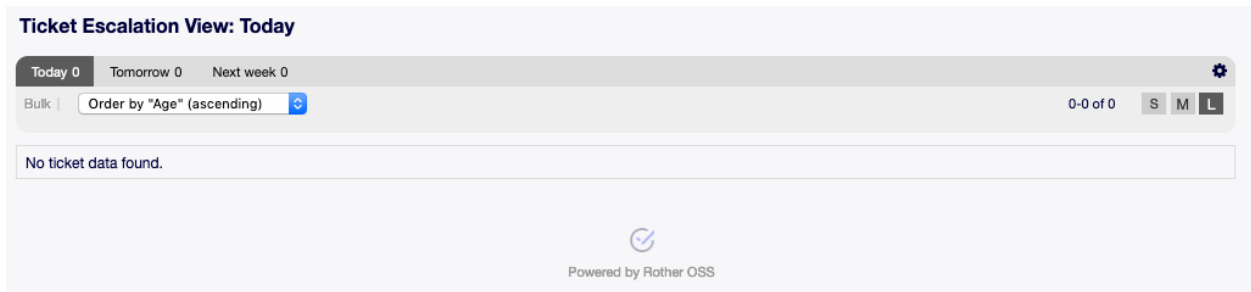 Ticket Escalation View: Today
Today 0 Tomorrow 0 Next week 0
Bulk | Order by "Age" (ascending) 0-0 of 0 S M L
No ticket data found.
Powered by Rother OSS